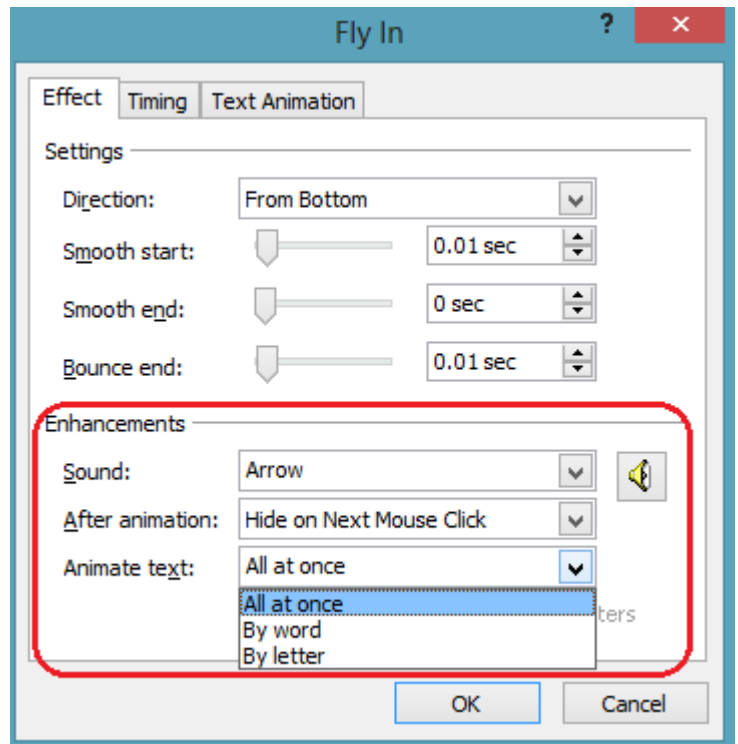 Fly In
?
Effect Timing Text Animation
Settings
Direction: From Bottom
Smooth start: 0.01 sec
Smooth end: 0 sec
Bounce end: 0.01 sec
Enhancements
Sound: Arrow
After animation: Hide on Next Mouse Click
Animate text: All at once
All at once
By word
By letter
OK Cancel